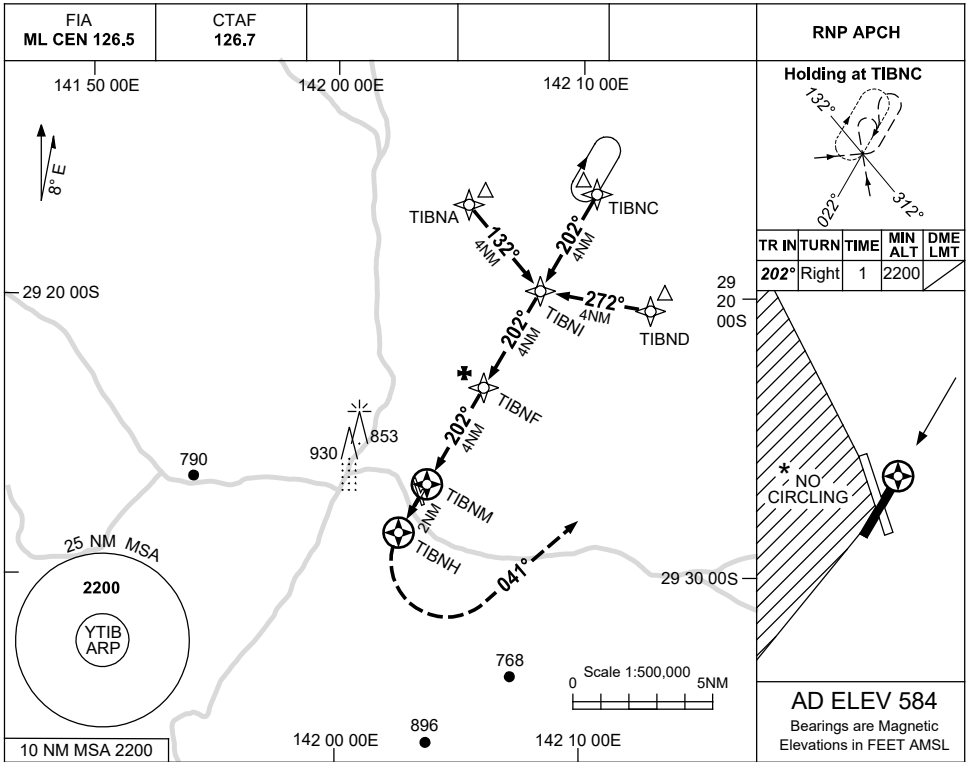 FIA
ML CEN 126.5
CTAF
126.7
RNP APCH
141 50 00E
142 00 00E
142 10 00E
8° E
TIBNA
TIBNC
132°
4NM
202°
4NM
29 20 00S
TIBNI
272°
4NM
TIBND
29
20
00S
202°
4NM
TIBNF
202°
4NM
930
853
790
TIBNM
2NM
TIBNH
041°
29 30 00S
25 NM MSA
2200
YTIB
ARP
768
896
Scale 1:500,000
0
5NM
10 NM MSA 2200
142 00 00E
142 10 00E
Holding at TIBNC
132°
022°
312°
TR IN TURN TIME MIN ALT DME LMT
202° Right 1 2200
* NO
CIRCLING
AD ELEV 584
Bearings are Magnetic
Elevations in FEET AMSL